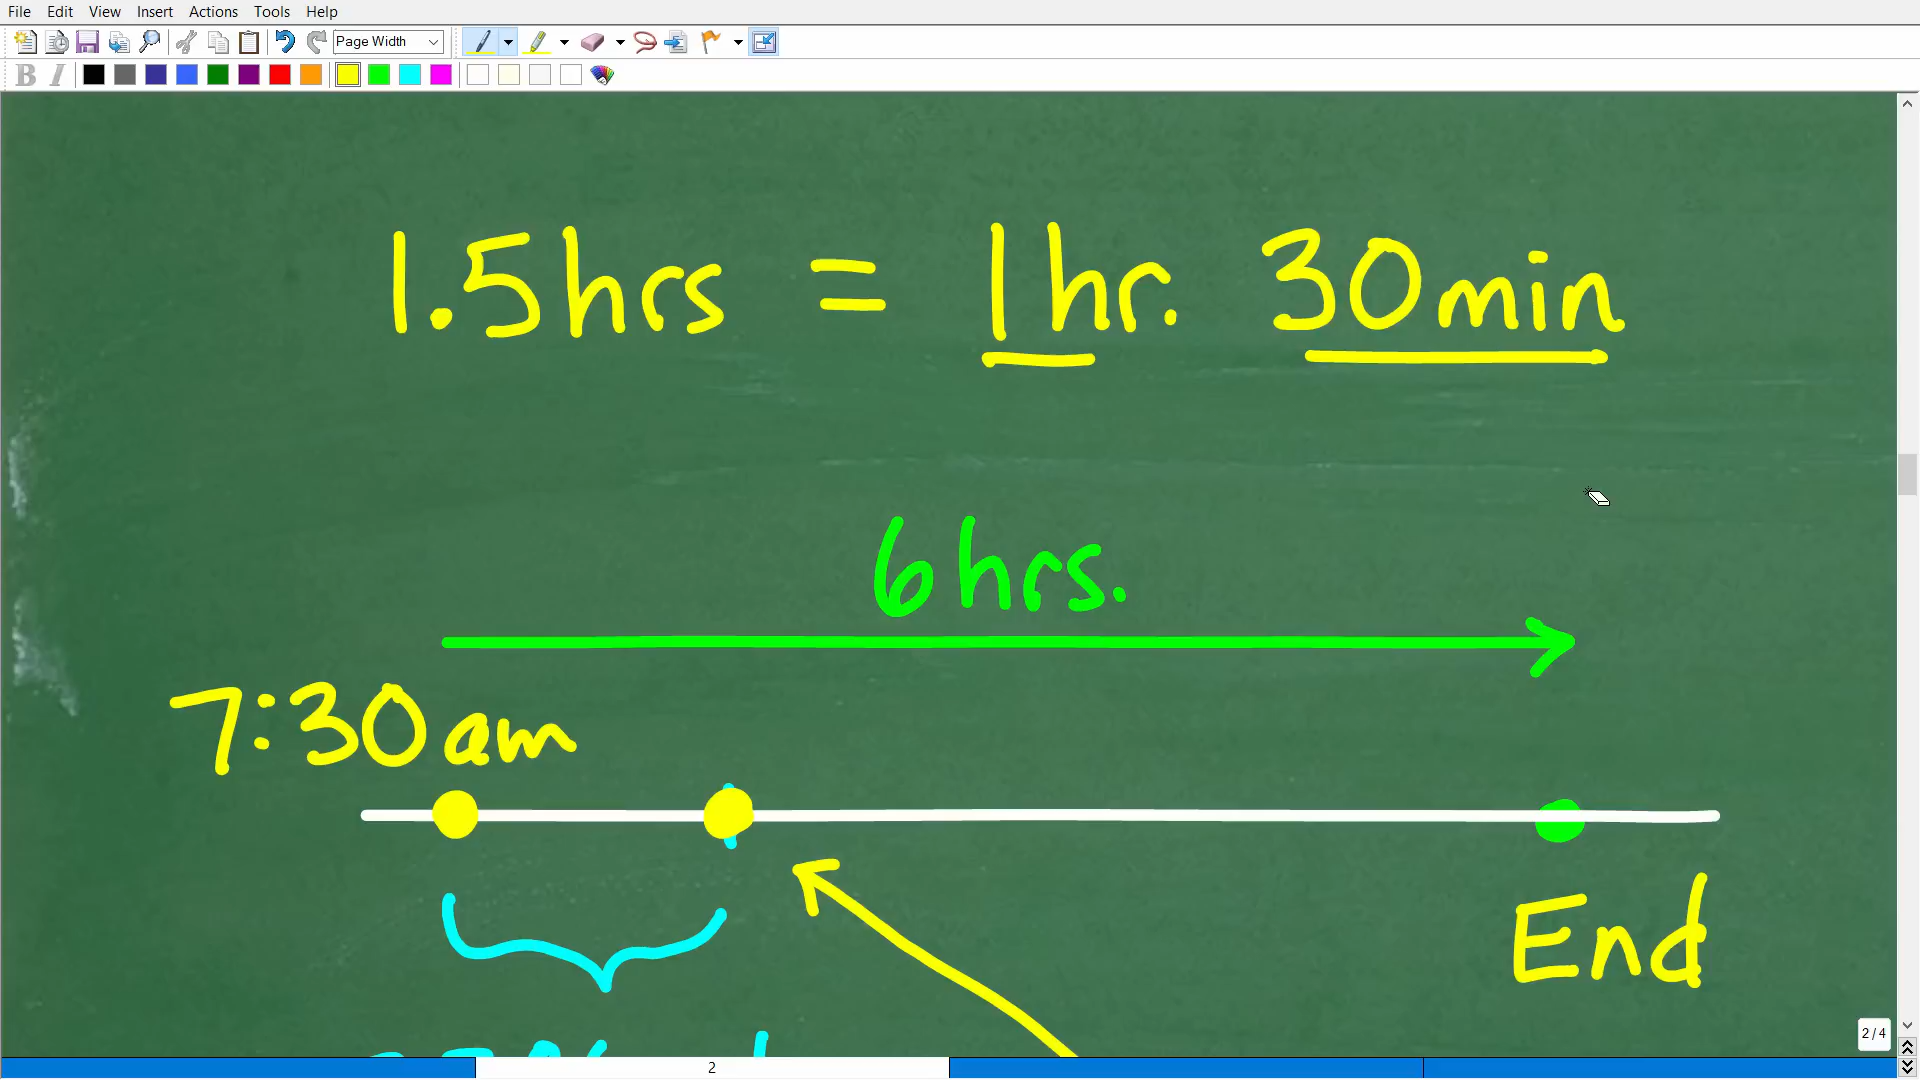 File Edit View Insert Actions Tools Help
Page Width
B I
1.5hrs = 1hr. 30min
6hrs.
7:30am
End
2 / 4
2